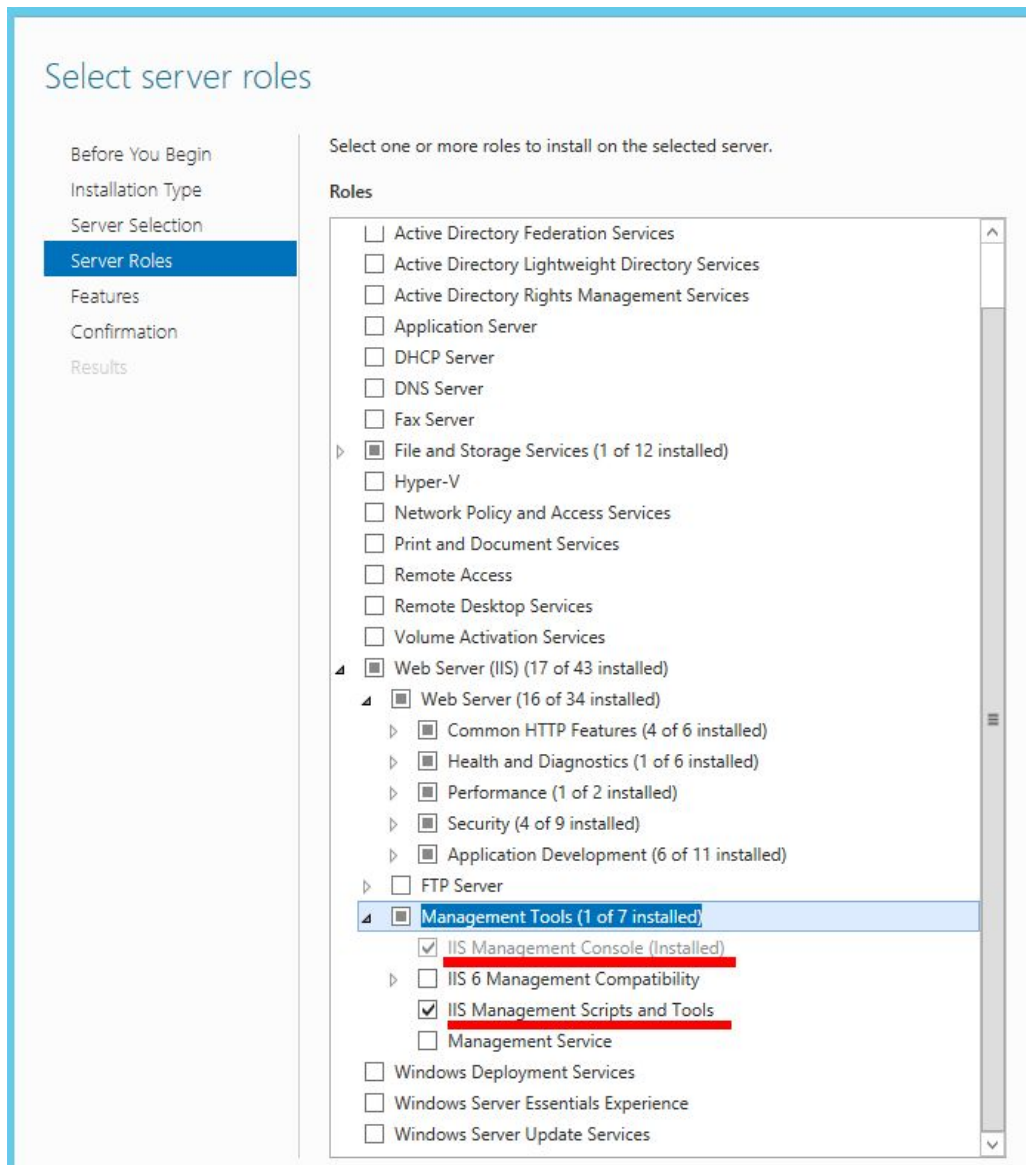 Select server roles
Before You Begin
Installation Type
Server Selection
Server Roles
Features
Confirmation
Results
Select one or more roles to install on the selected server.
Roles
Active Directory Federation Services
Active Directory Lightweight Directory Services
Active Directory Rights Management Services
Application Server
DHCP Server
DNS Server
Fax Server
File and Storage Services (1 of 12 installed)
Hyper-V
Network Policy and Access Services
Print and Document Services
Remote Access
Remote Desktop Services
Volume Activation Services
Web Server (IIS) (17 of 43 installed)
Web Server (16 of 34 installed)
Common HTTP Features (4 of 6 installed)
Health and Diagnostics (1 of 6 installed)
Performance (1 of 2 installed)
Security (4 of 9 installed)
Application Development (6 of 11 installed)
FTP Server
Management Tools (1 of 7 installed)
IIS Management Console (Installed)
IIS 6 Management Compatibility
IIS Management Scripts and Tools
Management Service
Windows Deployment Services
Windows Server Essentials Experience
Windows Server Update Services